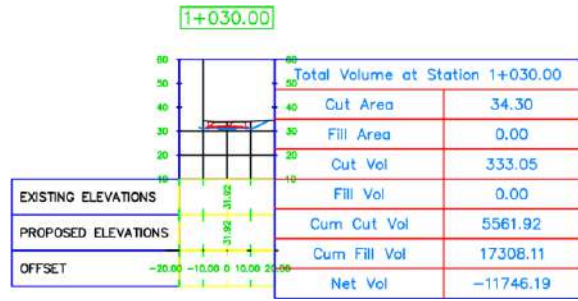 1+030.00
60 60
50 50
40 40
30 30
20 20
10 10
Total Volume at Station 1+030.00
Cut Area 34.30
Fill Area 0.00
Cut Vol 333.05
Fill Vol 0.00
Cum Cut Vol 5561.92
Cum Fill Vol 17308.11
Net Vol -11746.19
EXISTING ELEVATIONS 31.92
PROPOSED ELEVATIONS 31.92
OFFSET -20.00 -10.00 0 10.00 20.00